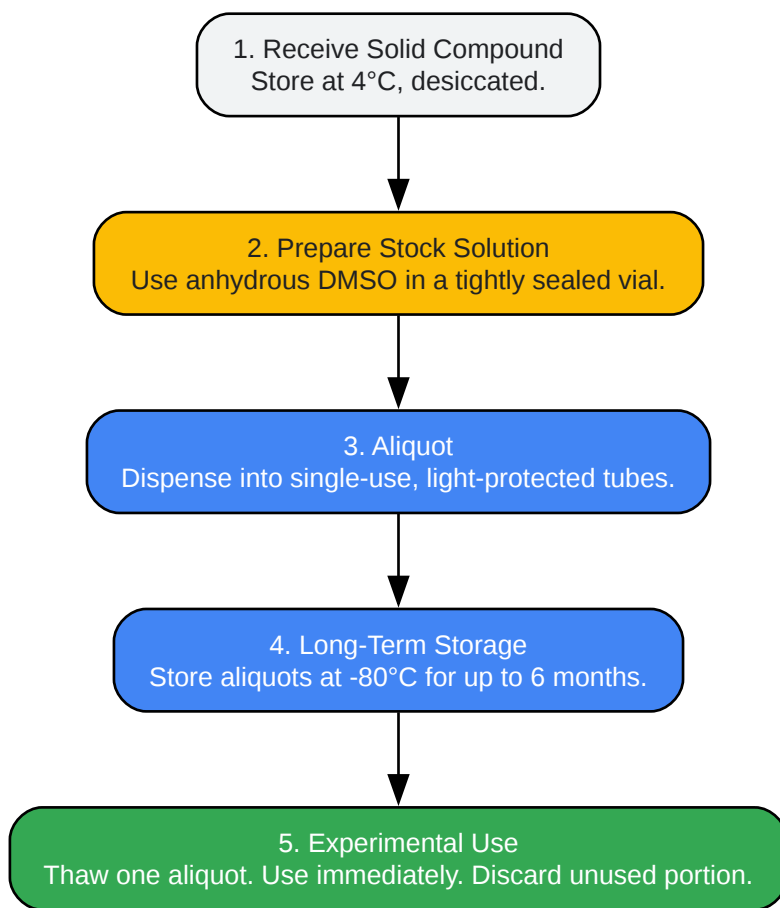 1. Receive Solid Compound
Store at 4°C, desiccated.
2. Prepare Stock Solution
Use anhydrous DMSO in a tightly sealed vial.
3. Aliquot
Dispense into single-use, light-protected tubes.
4. Long-Term Storage
Store aliquots at -80°C for up to 6 months.
5. Experimental Use
Thaw one aliquot. Use immediately. Discard unused portion.